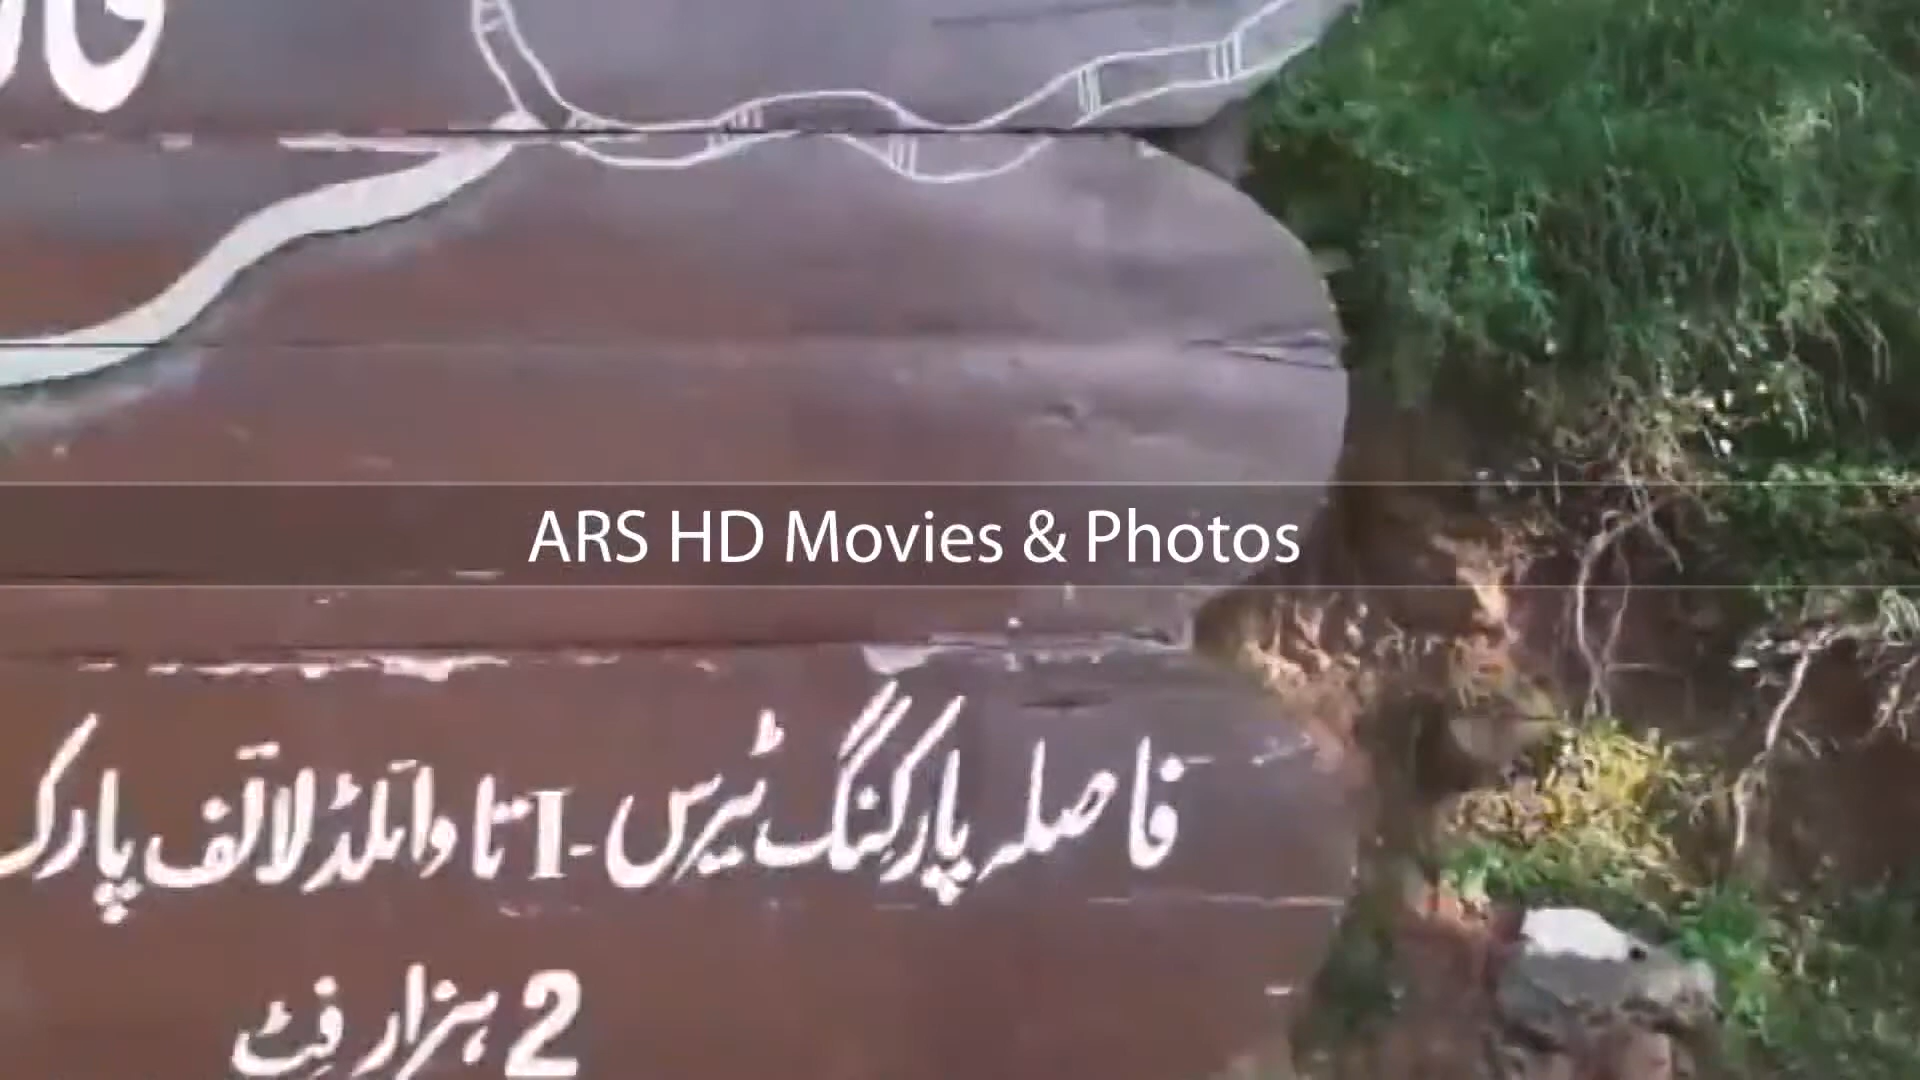 ARS HD Movies & Photos
فاصلہ پارکنگ ٹیرس -I تا وائلڈ لائف پارک
2 ہزار فٹ